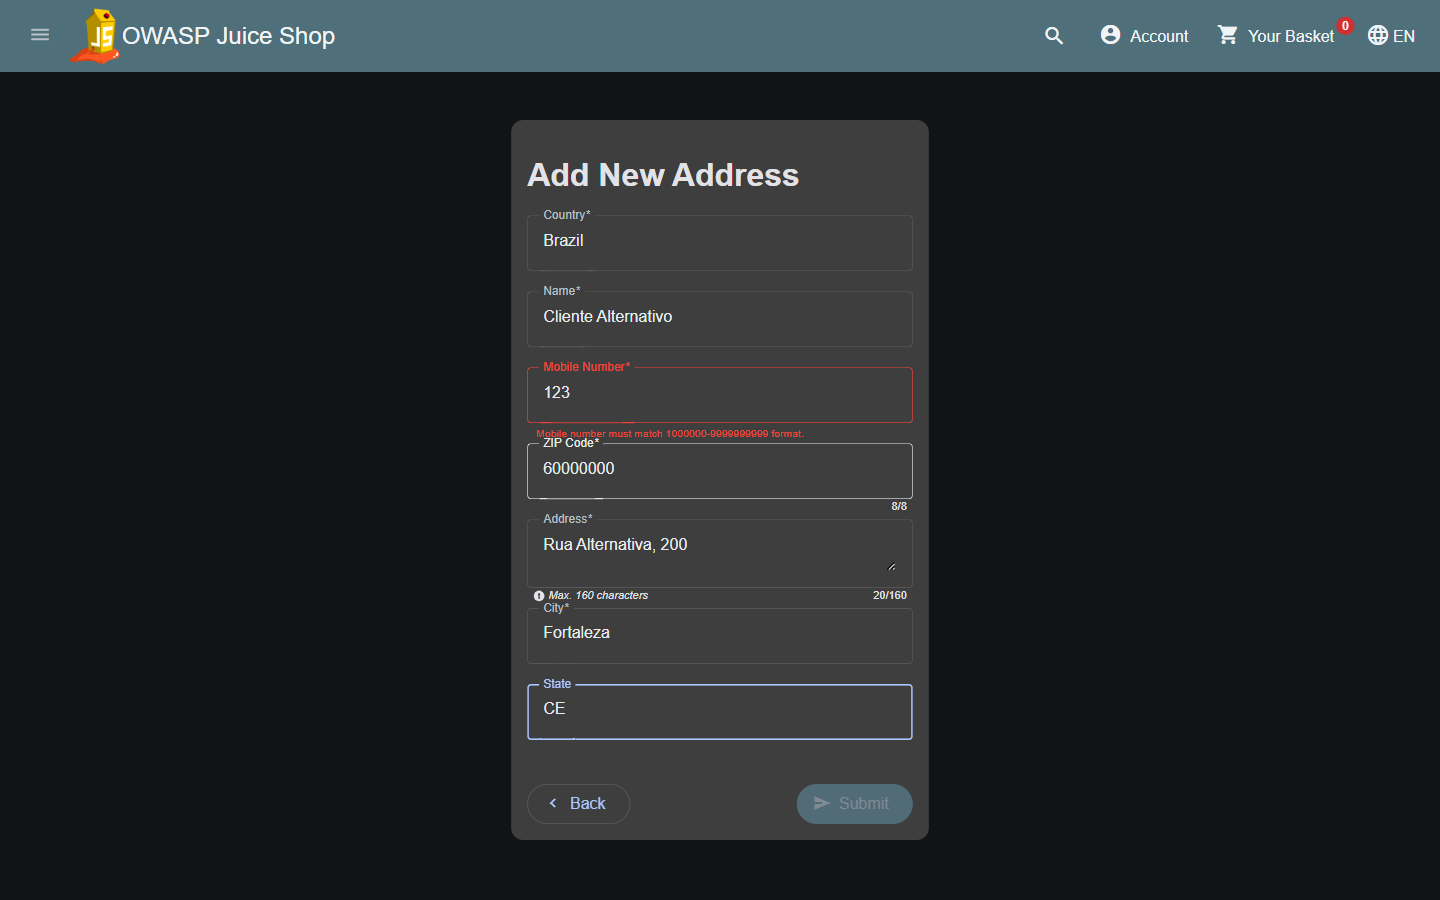 OWASP Juice Shop
Account
Your Basket
0
EN
Add New Address
Country*
Brazil
Name*
Cliente Alternativo
Mobile Number*
123
Mobile number must match 1000000-9999999999 format.
ZIP Code*
60000000
8/8
Address*
Rua Alternativa, 200
Max. 160 characters
20/160
City*
Fortaleza
State
CE
Back
Submit